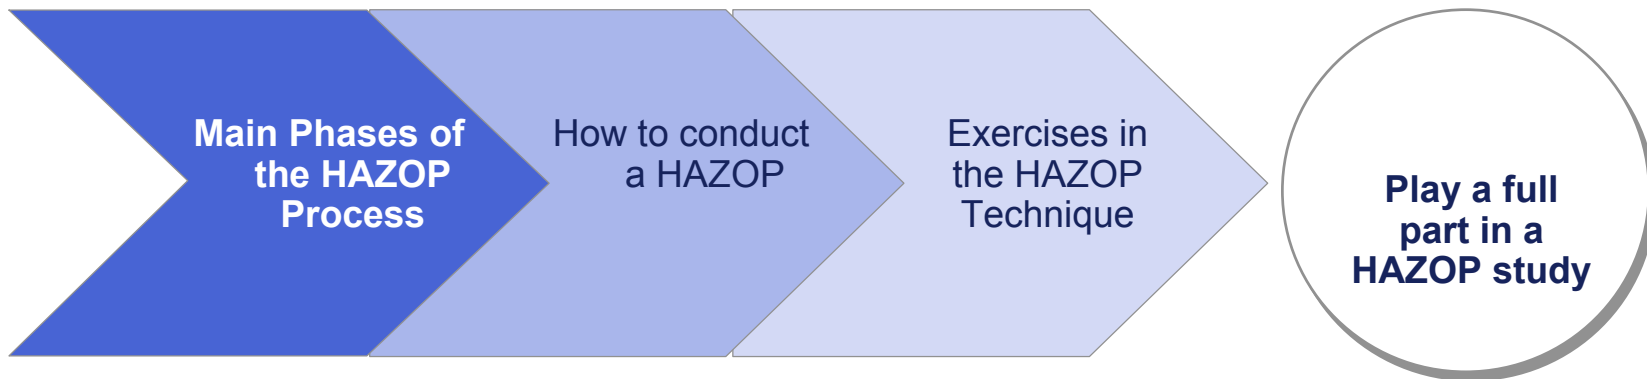 Main Phases of
the HAZOP
Process
How to conduct
a HAZOP
Exercises in
the HAZOP
Technique
Play a full
part in a
HAZOP study